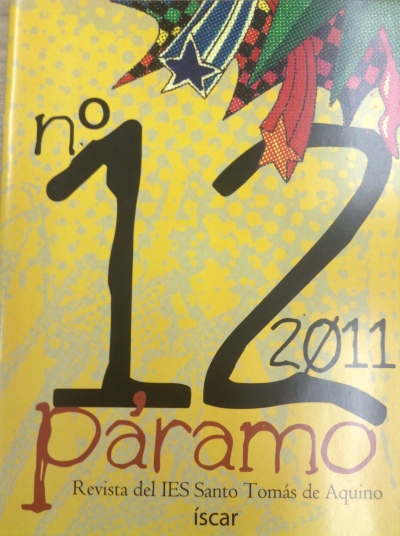 nº
12
2011
páramo
Revista del IES Santo Tomás de Aquino
íscar